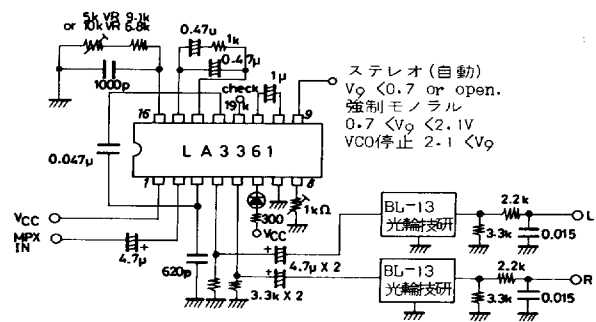 5k VR 9.1k
or 10k VR 6.8k
0.47u
1k
0.47μ
1000p
check
19k
1μ
ステレオ(自動)
V9 <0.7 or open.
強制モノラル
0.7 <V9 <2.1V
VCO停止 2.1 <V9
16
9
LA3361
0.047μ
1
8
1kΩ
300
VCC
VCC
MPX
IN
4.7μ
620p
3.3k X 2
4.7μ X 2
BL-13
光輪技研
2.2k
L
3.3k
0.015
BL-13
光輪技研
2.2k
R
3.3k
0.015